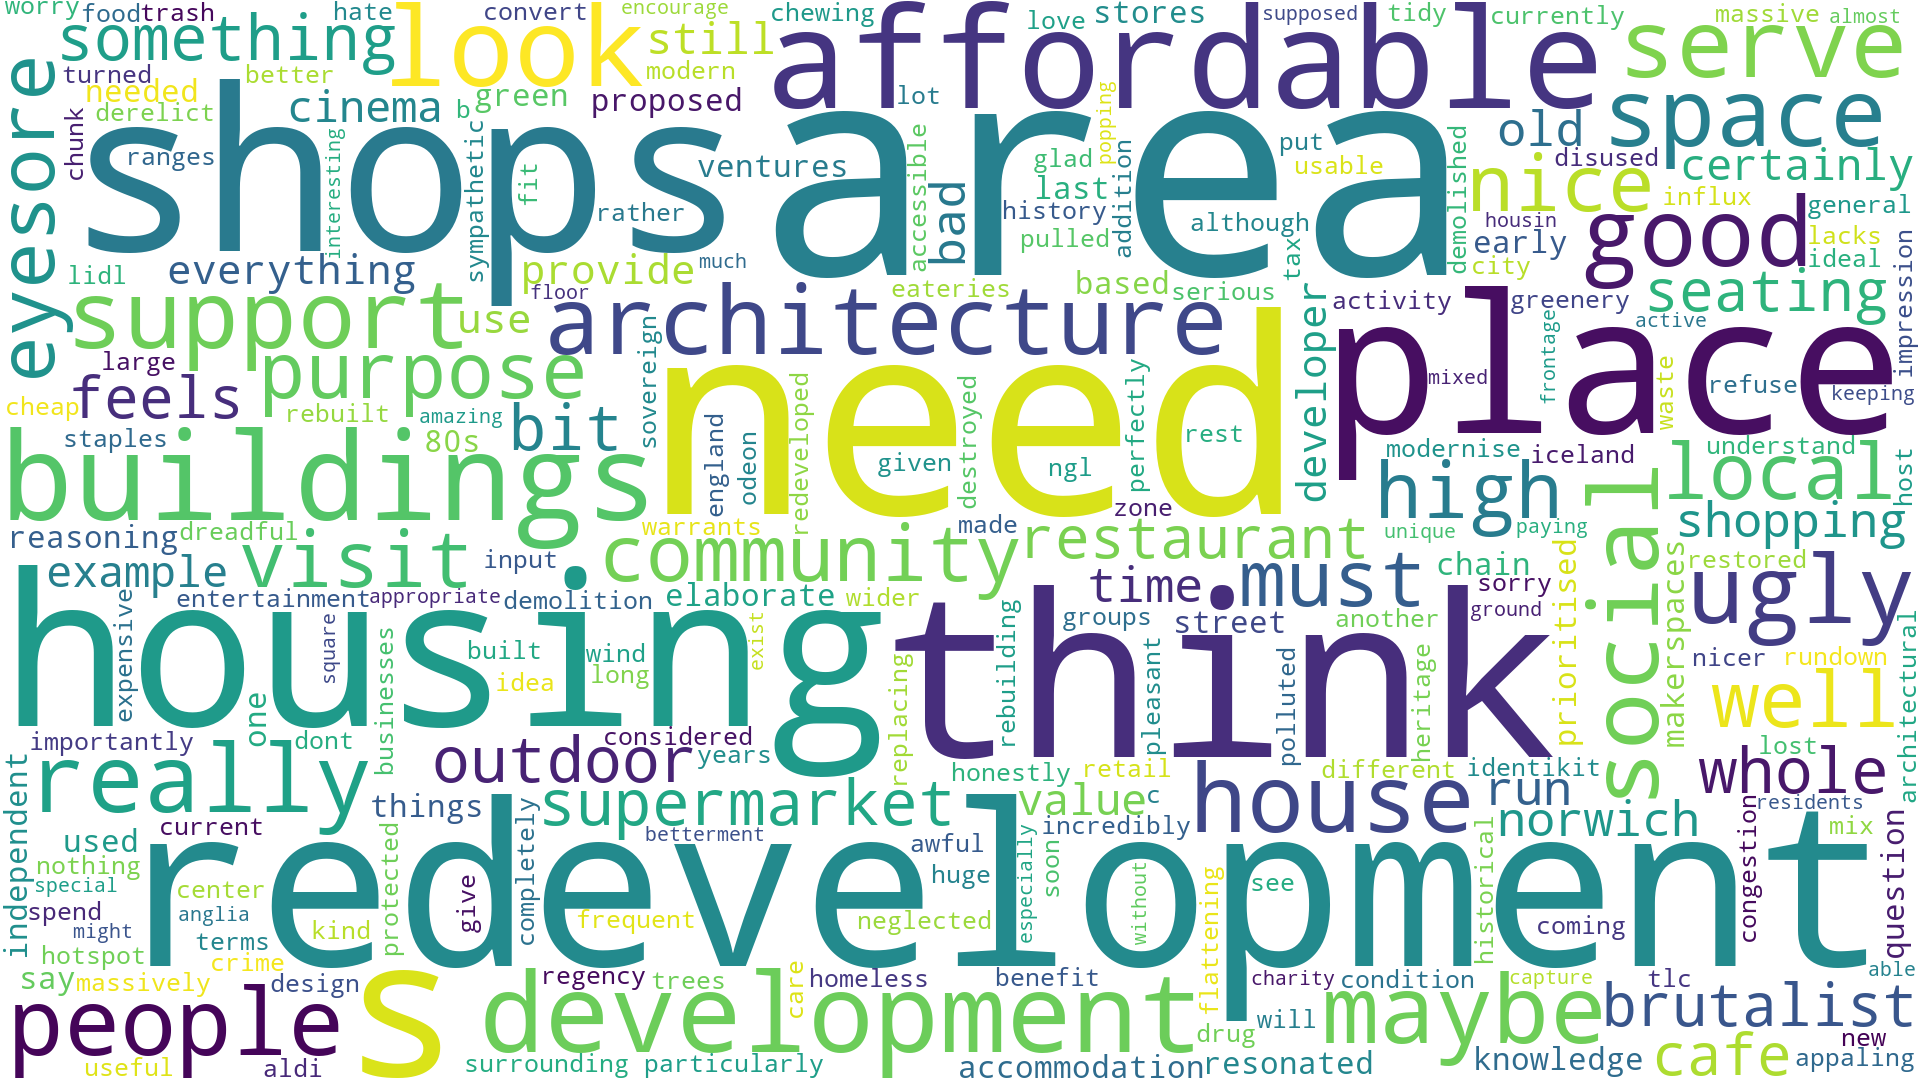 worry
food
trash
hate
convert
encourage
chewing
love
stores
supposed
tidy
currently
massive
almost
something
look
still
affordable
serve
turned
better
modern
needed
derelict
cinema
b
green
proposed
lot
old
space
eyesore
chunk
shops
area
ranges
interesting
sympathetic
fit
ventures
rather
accessible
bad
glad
last
history
pulled
popping
addition
put
usable
although
tax
demolished
nice
disused
certainly
influx
housin
early
city
good
general
lacks
ideal
impression
lidl
everything
provide
much
floor
eateries
based
serious
developer
activity
greenery
seating
support
use
architecture
frontage
active
large
purpose
feels
sovereign
need
place
mixed
waste
refuse
keeping
cheap
rebuilt
amazing
staples
80s
bit
england
odeon
redeveloped
given
destroyed
ngl
perfectly
rest
modernise
iceland
understand
buildings
high
social
local
host
reasoning
dreadful
warrants
made
zone
unique
paying
shopping
example
visit
input
community
restaurant
time
must
chain
sorry
prioritised
makerspaces
restored
ugly
expensive
entertainment
appropriate
demolition
elaborate
wider
groups
street
another
ground
housing
square
businesses
built
idea
wind
long
exist
think
replacing
rebuilding
pleasant
polluted
heritage
nicer
rundown
well
architectural
one
importantly
dont
outdoor
considered
years
honestly
retail
different
identikit
lost
whole
independent
really
things
supermarket
value
c
house
run
norwich
residents
mix
used
current
nothing
special
center
completely
betterment
awful
incredibly
huge
especially
soon
historical
congestion
question
redevelopment
spend
might
anglia
kind
protected
give
frequent
neglected
without
flattening
see
coming
hotspot
terms
crime
say
massively
design
regency
trees
care
homeless
benefit
charity
condition
capture
tlc
able
people
s
development
drug
will
maybe
brutalist
new
useful
aldi
surrounding
particularly
accommodation
resonated
knowledge
cafe
appaling